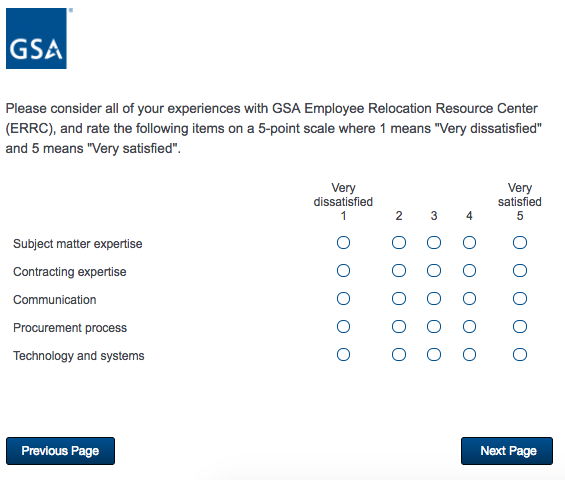 GSA
Please consider all of your experiences with GSA Employee Relocation Resource Center
(ERRC), and rate the following items on a 5-point scale where 1 means "Very dissatisfied"
and 5 means "Very satisfied".
Very dissatisfied 1 2 3 4 Very satisfied 5
Subject matter expertise
Contracting expertise
Communication
Procurement process
Technology and systems
Previous Page Next Page